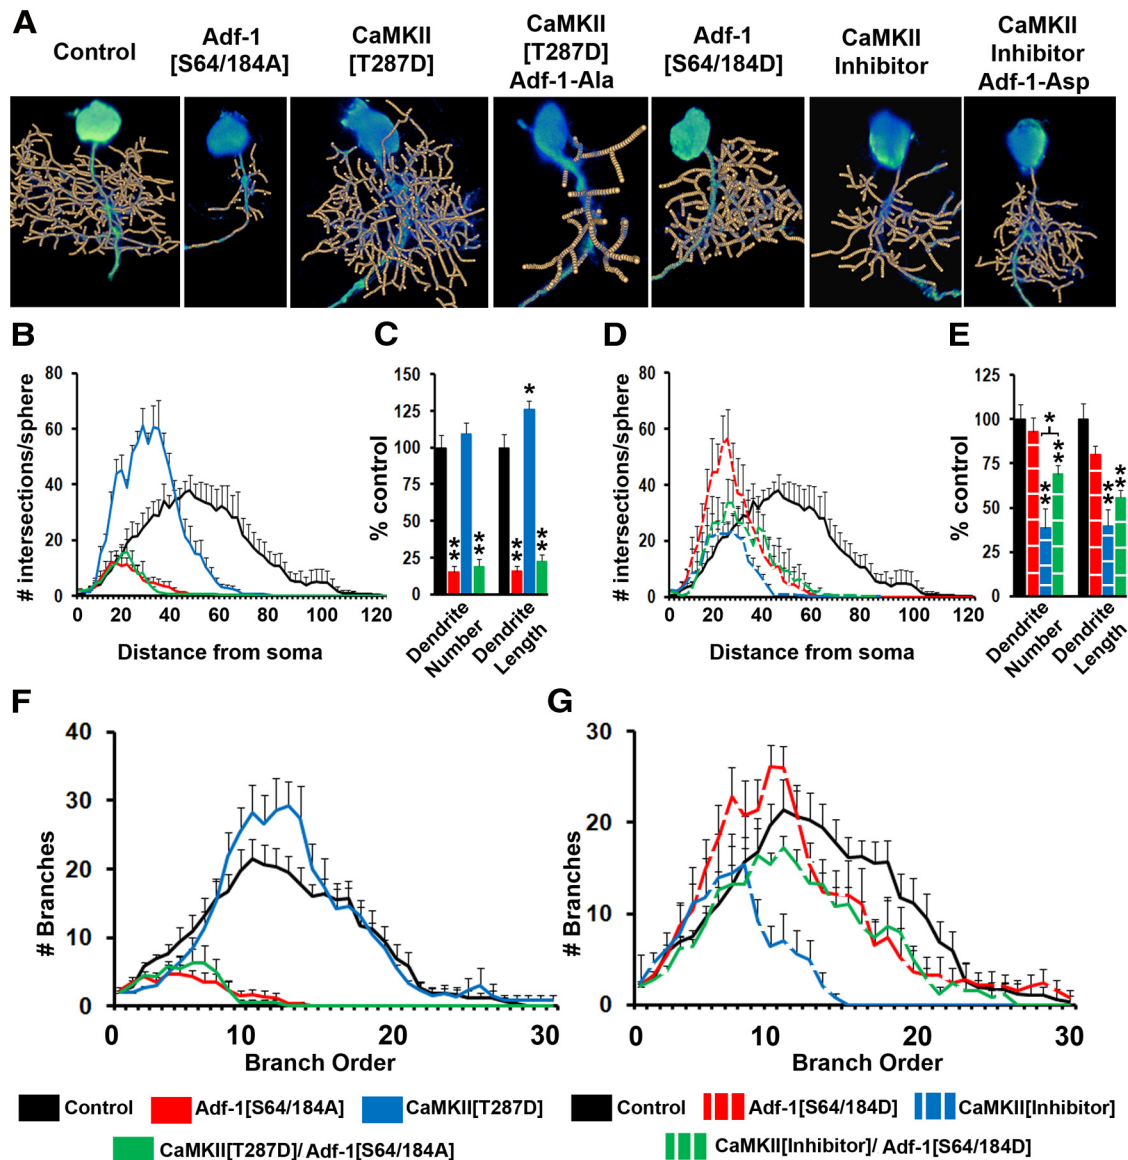 A
Control
Adf-1
[S64/184A]
CaMKII
[T287D]
CaMKII
[T287D]
Adf-1-Ala
Adf-1
[S64/184D]
CaMKII
Inhibitor
CaMKII
Inhibitor
Adf-1-Asp
B
# intersections/sphere
80
60
40
20
0
0 20 40 60 80 100 120
Distance from soma
C
% control
150
125
100
75
50
25
0
** ** ** * **
Dendrite
Number
Dendrite
Length
D
# intersections/sphere
80
60
40
20
0
0 20 40 60 80 100 120
Distance from soma
E
% control
125
100
75
50
25
0
** * ** ** **
Dendrite
Number
Dendrite
Length
F
# Branches
40
30
20
10
0
0 10 20 30
Branch Order
G
# Branches
30
20
10
0
0 10 20 30
Branch Order
Control
Adf-1[S64/184A]
CaMKII[T287D]
CaMKII[T287D]/ Adf-1[S64/184A]
Control
Adf-1[S64/184D]
CaMKII[Inhibitor]
CaMKII[Inhibitor]/ Adf-1[S64/184D]